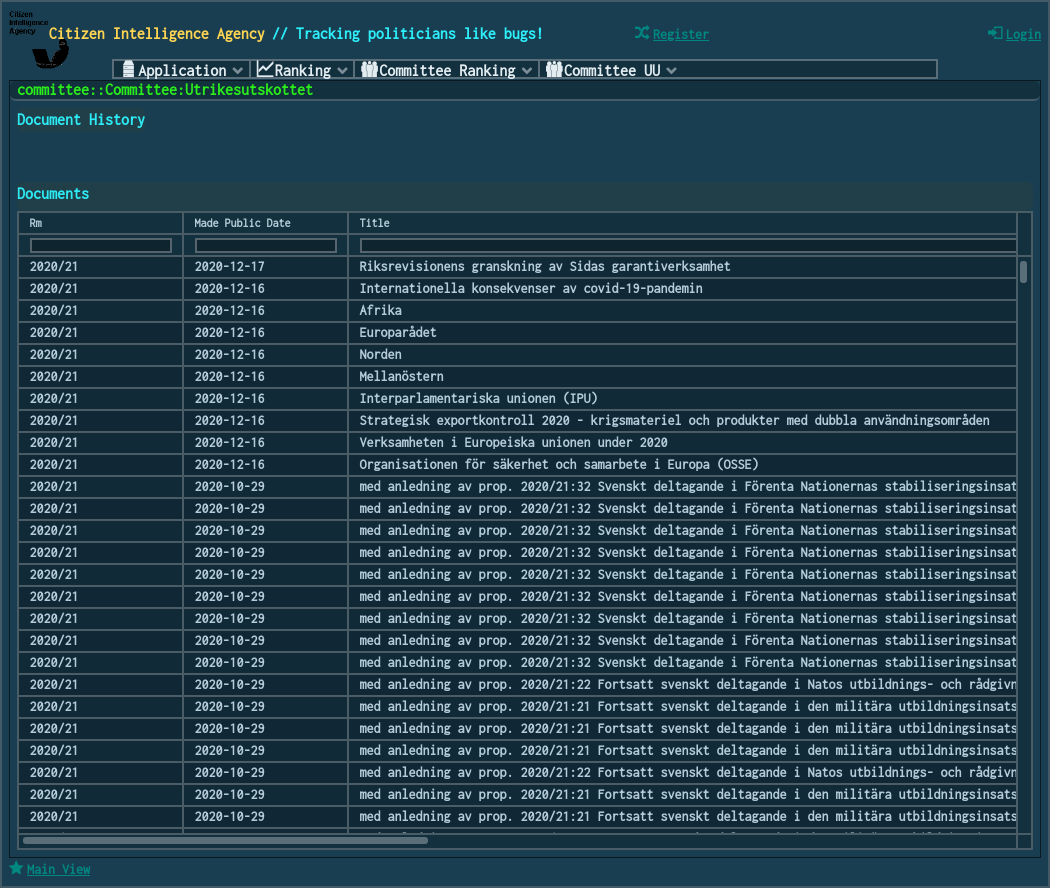 Citizen
Intelligence
Agency
Citizen Intelligence Agency // Tracking politicians like bugs!
Register
Login
Application
Ranking
Committee Ranking
Committee UU
committee::Committee:Utrikesutskottet
Document History
Documents
Rm Made Public Date Title
2020/21 2020-12-17 Riksrevisionens granskning av Sidas garantiverksamhet
2020/21 2020-12-16 Internationella konsekvenser av covid-19-pandemin
2020/21 2020-12-16 Afrika
2020/21 2020-12-16 Europarådet
2020/21 2020-12-16 Norden
2020/21 2020-12-16 Mellanöstern
2020/21 2020-12-16 Interparlamentariska unionen (IPU)
2020/21 2020-12-16 Strategisk exportkontroll 2020 - krigsmateriel och produkter med dubbla användningsområden
2020/21 2020-12-16 Verksamheten i Europeiska unionen under 2020
2020/21 2020-12-16 Organisationen för säkerhet och samarbete i Europa (OSSE)
2020/21 2020-10-29 med anledning av prop. 2020/21:32 Svenskt deltagande i Förenta Nationernas stabiliseringsinsat
2020/21 2020-10-29 med anledning av prop. 2020/21:32 Svenskt deltagande i Förenta Nationernas stabiliseringsinsat
2020/21 2020-10-29 med anledning av prop. 2020/21:32 Svenskt deltagande i Förenta Nationernas stabiliseringsinsat
2020/21 2020-10-29 med anledning av prop. 2020/21:32 Svenskt deltagande i Förenta Nationernas stabiliseringsinsat
2020/21 2020-10-29 med anledning av prop. 2020/21:32 Svenskt deltagande i Förenta Nationernas stabiliseringsinsat
2020/21 2020-10-29 med anledning av prop. 2020/21:32 Svenskt deltagande i Förenta Nationernas stabiliseringsinsat
2020/21 2020-10-29 med anledning av prop. 2020/21:32 Svenskt deltagande i Förenta Nationernas stabiliseringsinsat
2020/21 2020-10-29 med anledning av prop. 2020/21:32 Svenskt deltagande i Förenta Nationernas stabiliseringsinsat
2020/21 2020-10-29 med anledning av prop. 2020/21:32 Svenskt deltagande i Förenta Nationernas stabiliseringsinsat
2020/21 2020-10-29 med anledning av prop. 2020/21:22 Fortsatt svenskt deltagande i Natos utbildnings- och rådgivn
2020/21 2020-10-29 med anledning av prop. 2020/21:21 Fortsatt svenskt deltagande i den militära utbildningsinsats
2020/21 2020-10-29 med anledning av prop. 2020/21:21 Fortsatt svenskt deltagande i den militära utbildningsinsats
2020/21 2020-10-29 med anledning av prop. 2020/21:21 Fortsatt svenskt deltagande i den militära utbildningsinsats
2020/21 2020-10-29 med anledning av prop. 2020/21:22 Fortsatt svenskt deltagande i Natos utbildnings- och rådgivn
2020/21 2020-10-29 med anledning av prop. 2020/21:21 Fortsatt svenskt deltagande i den militära utbildningsinsats
2020/21 2020-10-29 med anledning av prop. 2020/21:21 Fortsatt svenskt deltagande i den militära utbildningsinsats
Main View